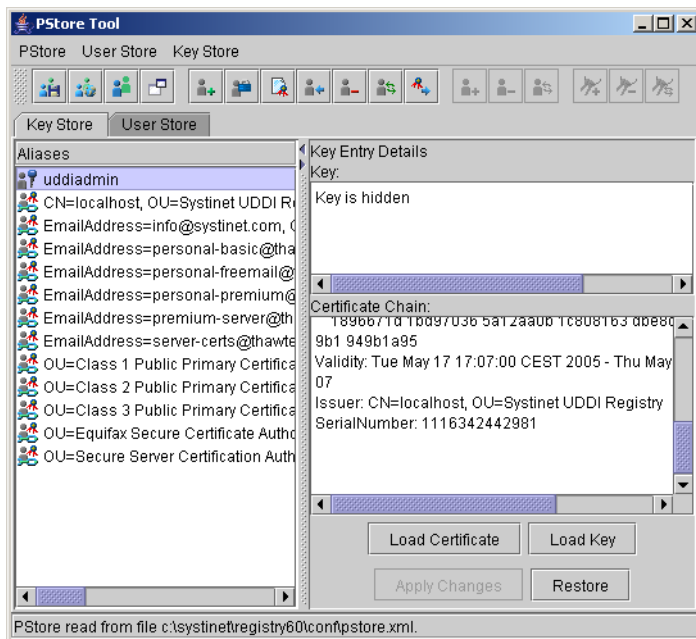 PStore Tool
PStore User Store Key Store
Key Store User Store
Aliases
uddiadmin
CN=localhost, OU=Systinet UDDI R
EmailAddress=info@systinet.com,
EmailAddress=personal-basic@tha
EmailAddress=personal-freemail@
EmailAddress=personal-premium@
EmailAddress=premium-server@th
EmailAddress=server-certs@thawte
OU=Class 1 Public Primary Certifica
OU=Class 2 Public Primary Certifica
OU=Class 3 Public Primary Certifica
OU=Equifax Secure Certificate Autho
OU=Secure Server Certification Auth
Key Entry Details
Key:
Key is hidden
Certificate Chain:
1896671d 1bd97036 5a12aa0b 1c808163 dbe8c
9b1 949b1a95
Validity: Tue May 17 17:07:00 CEST 2005 - Thu May
07
Issuer: CN=localhost, OU=Systinet UDDI Registry
SerialNumber: 1116342442981
Load Certificate Load Key
Apply Changes Restore
PStore read from file c:\systinet\registry60\conf\pstore.xml.